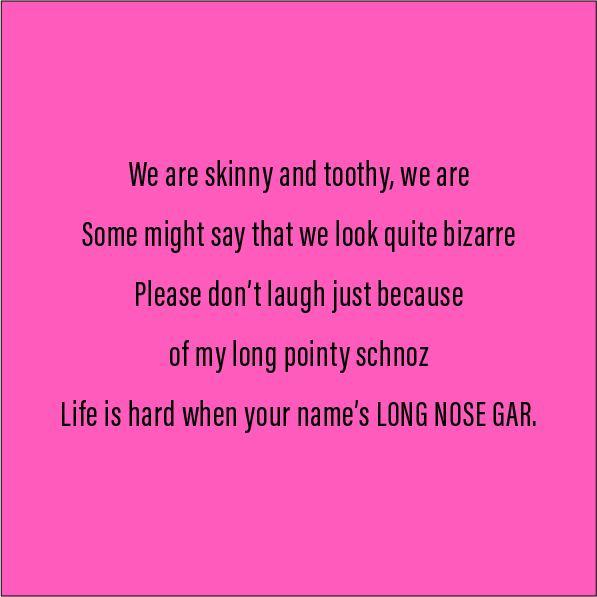 We are skinny and toothy, we are
Some might say that we look quite bizarre
Please don’t laugh just because
of my long pointy schnoz
Life is hard when your name’s LONG NOSE GAR.